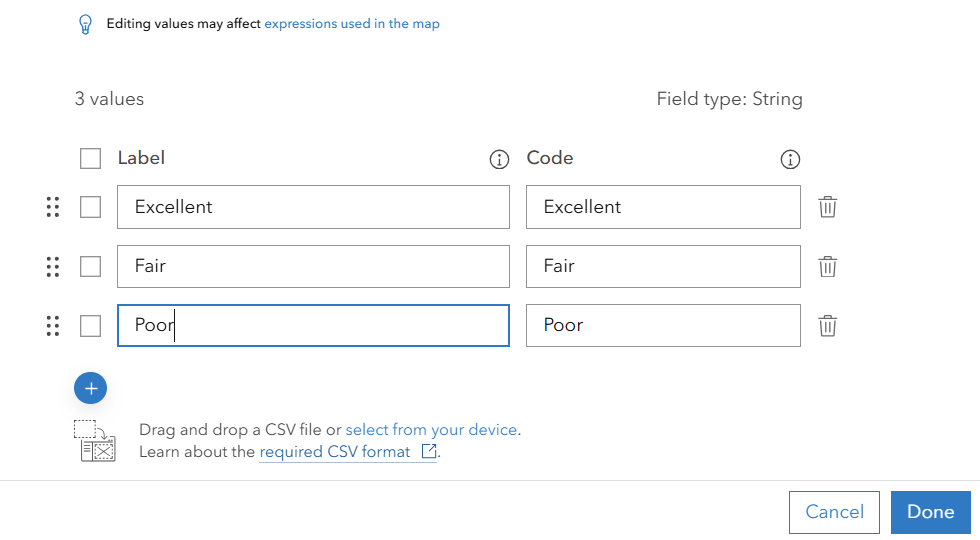 Editing values may affect expressions used in the map
3 values Field type: String
Label Code
Excellent Excellent
Fair Fair
Poor Poor
Drag and drop a CSV file or select from your device.
Learn about the required CSV format .
Cancel Done